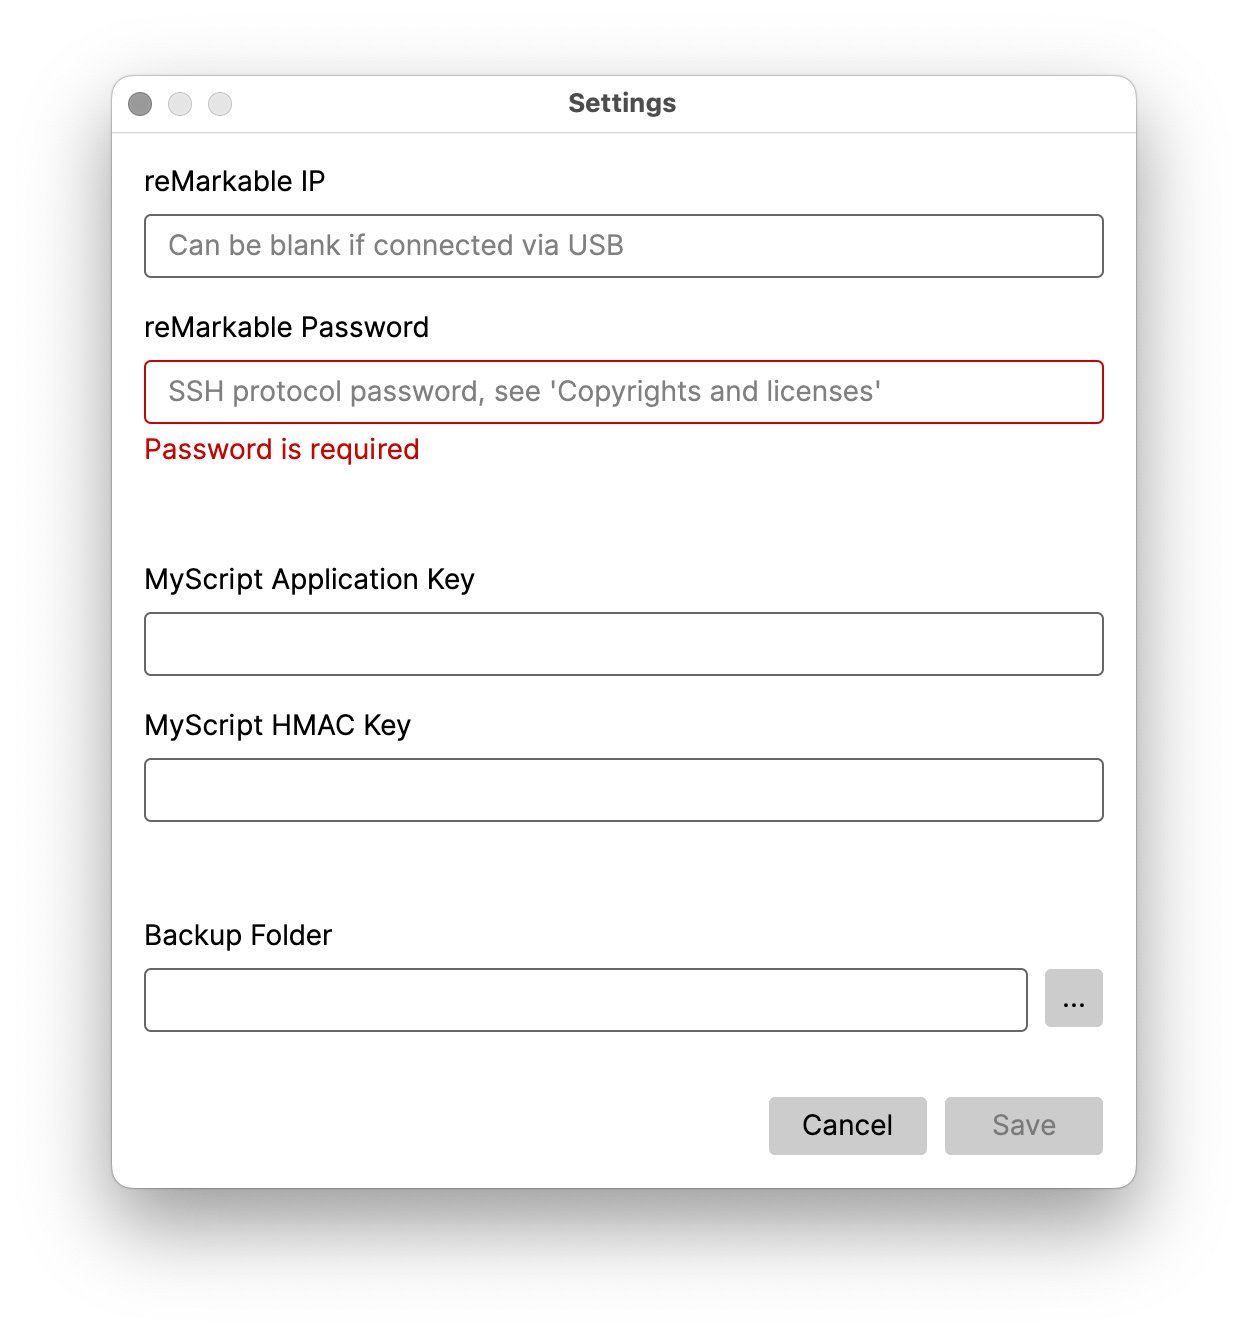 Settings
reMarkable IP
Can be blank if connected via USB
reMarkable Password
SSH protocol password, see 'Copyrights and licenses'
Password is required
MyScript Application Key
MyScript HMAC Key
Backup Folder
...
Cancel Save